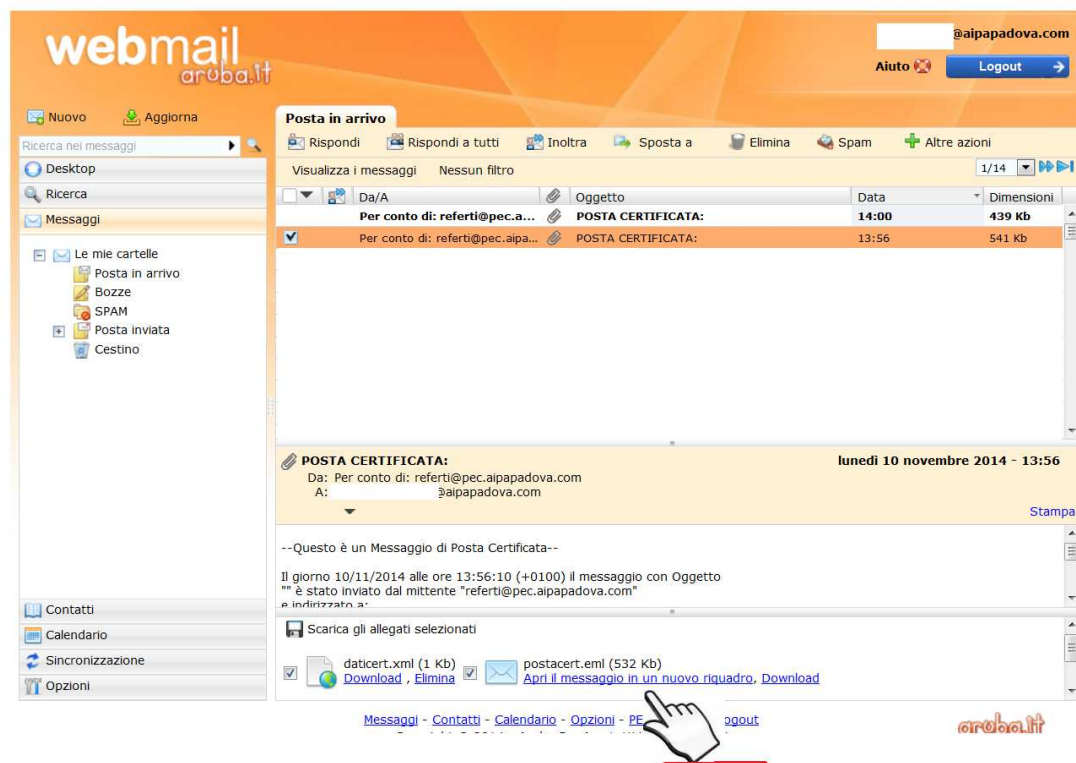 webmail
aruba.it
@aipapadova.com
Aiuto
Logout
Nuovo
Aggiorna
Posta in arrivo
Ricerca nei messaggi
Rispondi
Rispondi a tutti
Inoltra
Sposta a
Elimina
Spam
Altre azioni
Desktop
Visualizza i messaggi
Nessun filtro
1/14
Ricerca
Da/A
Oggetto
Data
Dimensioni
Messaggi
Per conto di: referti@pec.a...
POSTA CERTIFICATA:
14:00
439 Kb
Per conto di: referti@pec.aipa...
POSTA CERTIFICATA:
13:56
541 Kb
Le mie cartelle
Posta in arrivo
Bozze
SPAM
Posta inviata
Cestino
POSTA CERTIFICATA:
lunedì 10 novembre 2014 - 13:56
Da: Per conto di: referti@pec.aipapadova.com
A: @aipapadova.com
Stampa
--Questo è un Messaggio di Posta Certificata--
Il giorno 10/11/2014 alle ore 13:56:10 (+0100) il messaggio con Oggetto
"" è stato inviato dal mittente "referti@pec.aipapadova.com"
e indirizzato a:
Contatti
Calendario
Sincronizzazione
Opzioni
Scarica gli allegati selezionati
daticert.xml (1 Kb)
Download , Elimina
postacert.eml (532 Kb)
Apri il messaggio in un nuovo riquadro, Download
Messaggi - Contatti - Calendario - Opzioni - PE ogout
aruba.it